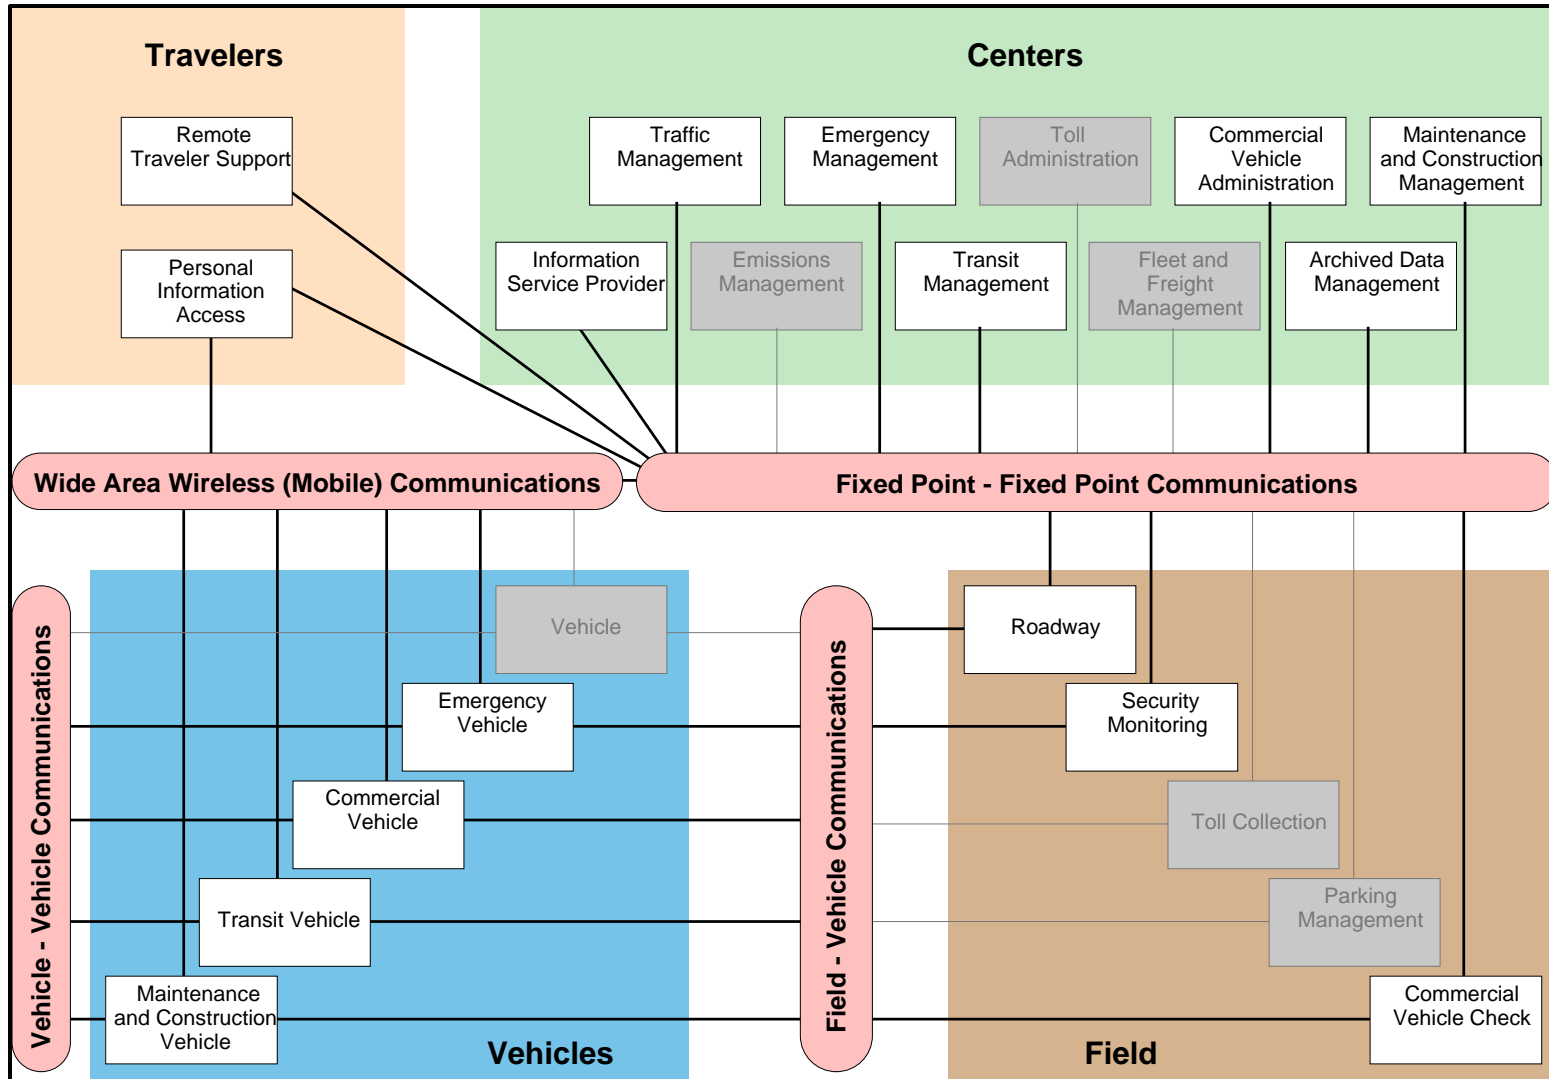 Travelers
Centers
Remote
Traveler Support
Traffic
Management
Emergency
Management
Toll
Administration
Commercial
Vehicle
Administration
Maintenance
and Construction
Management
Personal
Information
Access
Information
Service Provider
Emissions
Management
Transit
Management
Fleet and
Freight
Management
Archived Data
Management
Wide Area Wireless (Mobile) Communications
Fixed Point - Fixed Point Communications
Vehicle - Vehicle Communications
Vehicle
Emergency
Vehicle
Commercial
Vehicle
Transit Vehicle
Maintenance
and Construction
Vehicle
Vehicles
Field - Vehicle Communications
Roadway
Security
Monitoring
Toll Collection
Parking
Management
Commercial
Vehicle Check
Field